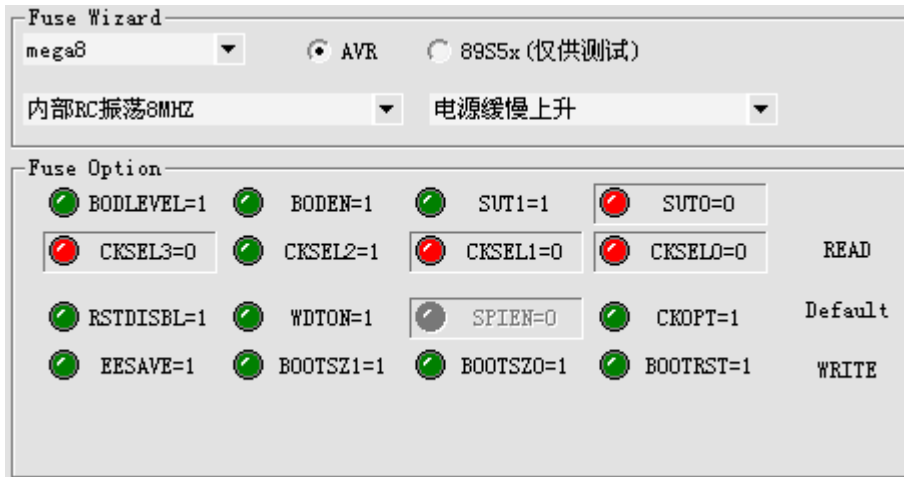 Fuse Wizard
mega8 AVR 89S5x(仅供测试)
内部RC振荡8MHZ 电源缓慢上升
Fuse Option
BODLEVEL=1 BODEN=1 SUT1=1 SUT0=0
CKSEL3=0 CKSEL2=1 CKSEL1=0 CKSEL0=0 READ
RSTDISBL=1 WDTON=1 SPIEN=0 CKOPT=1 Default
EESAVE=1 BOOTSZ1=1 BOOTSZ0=1 BOOTRST=1 WRITE